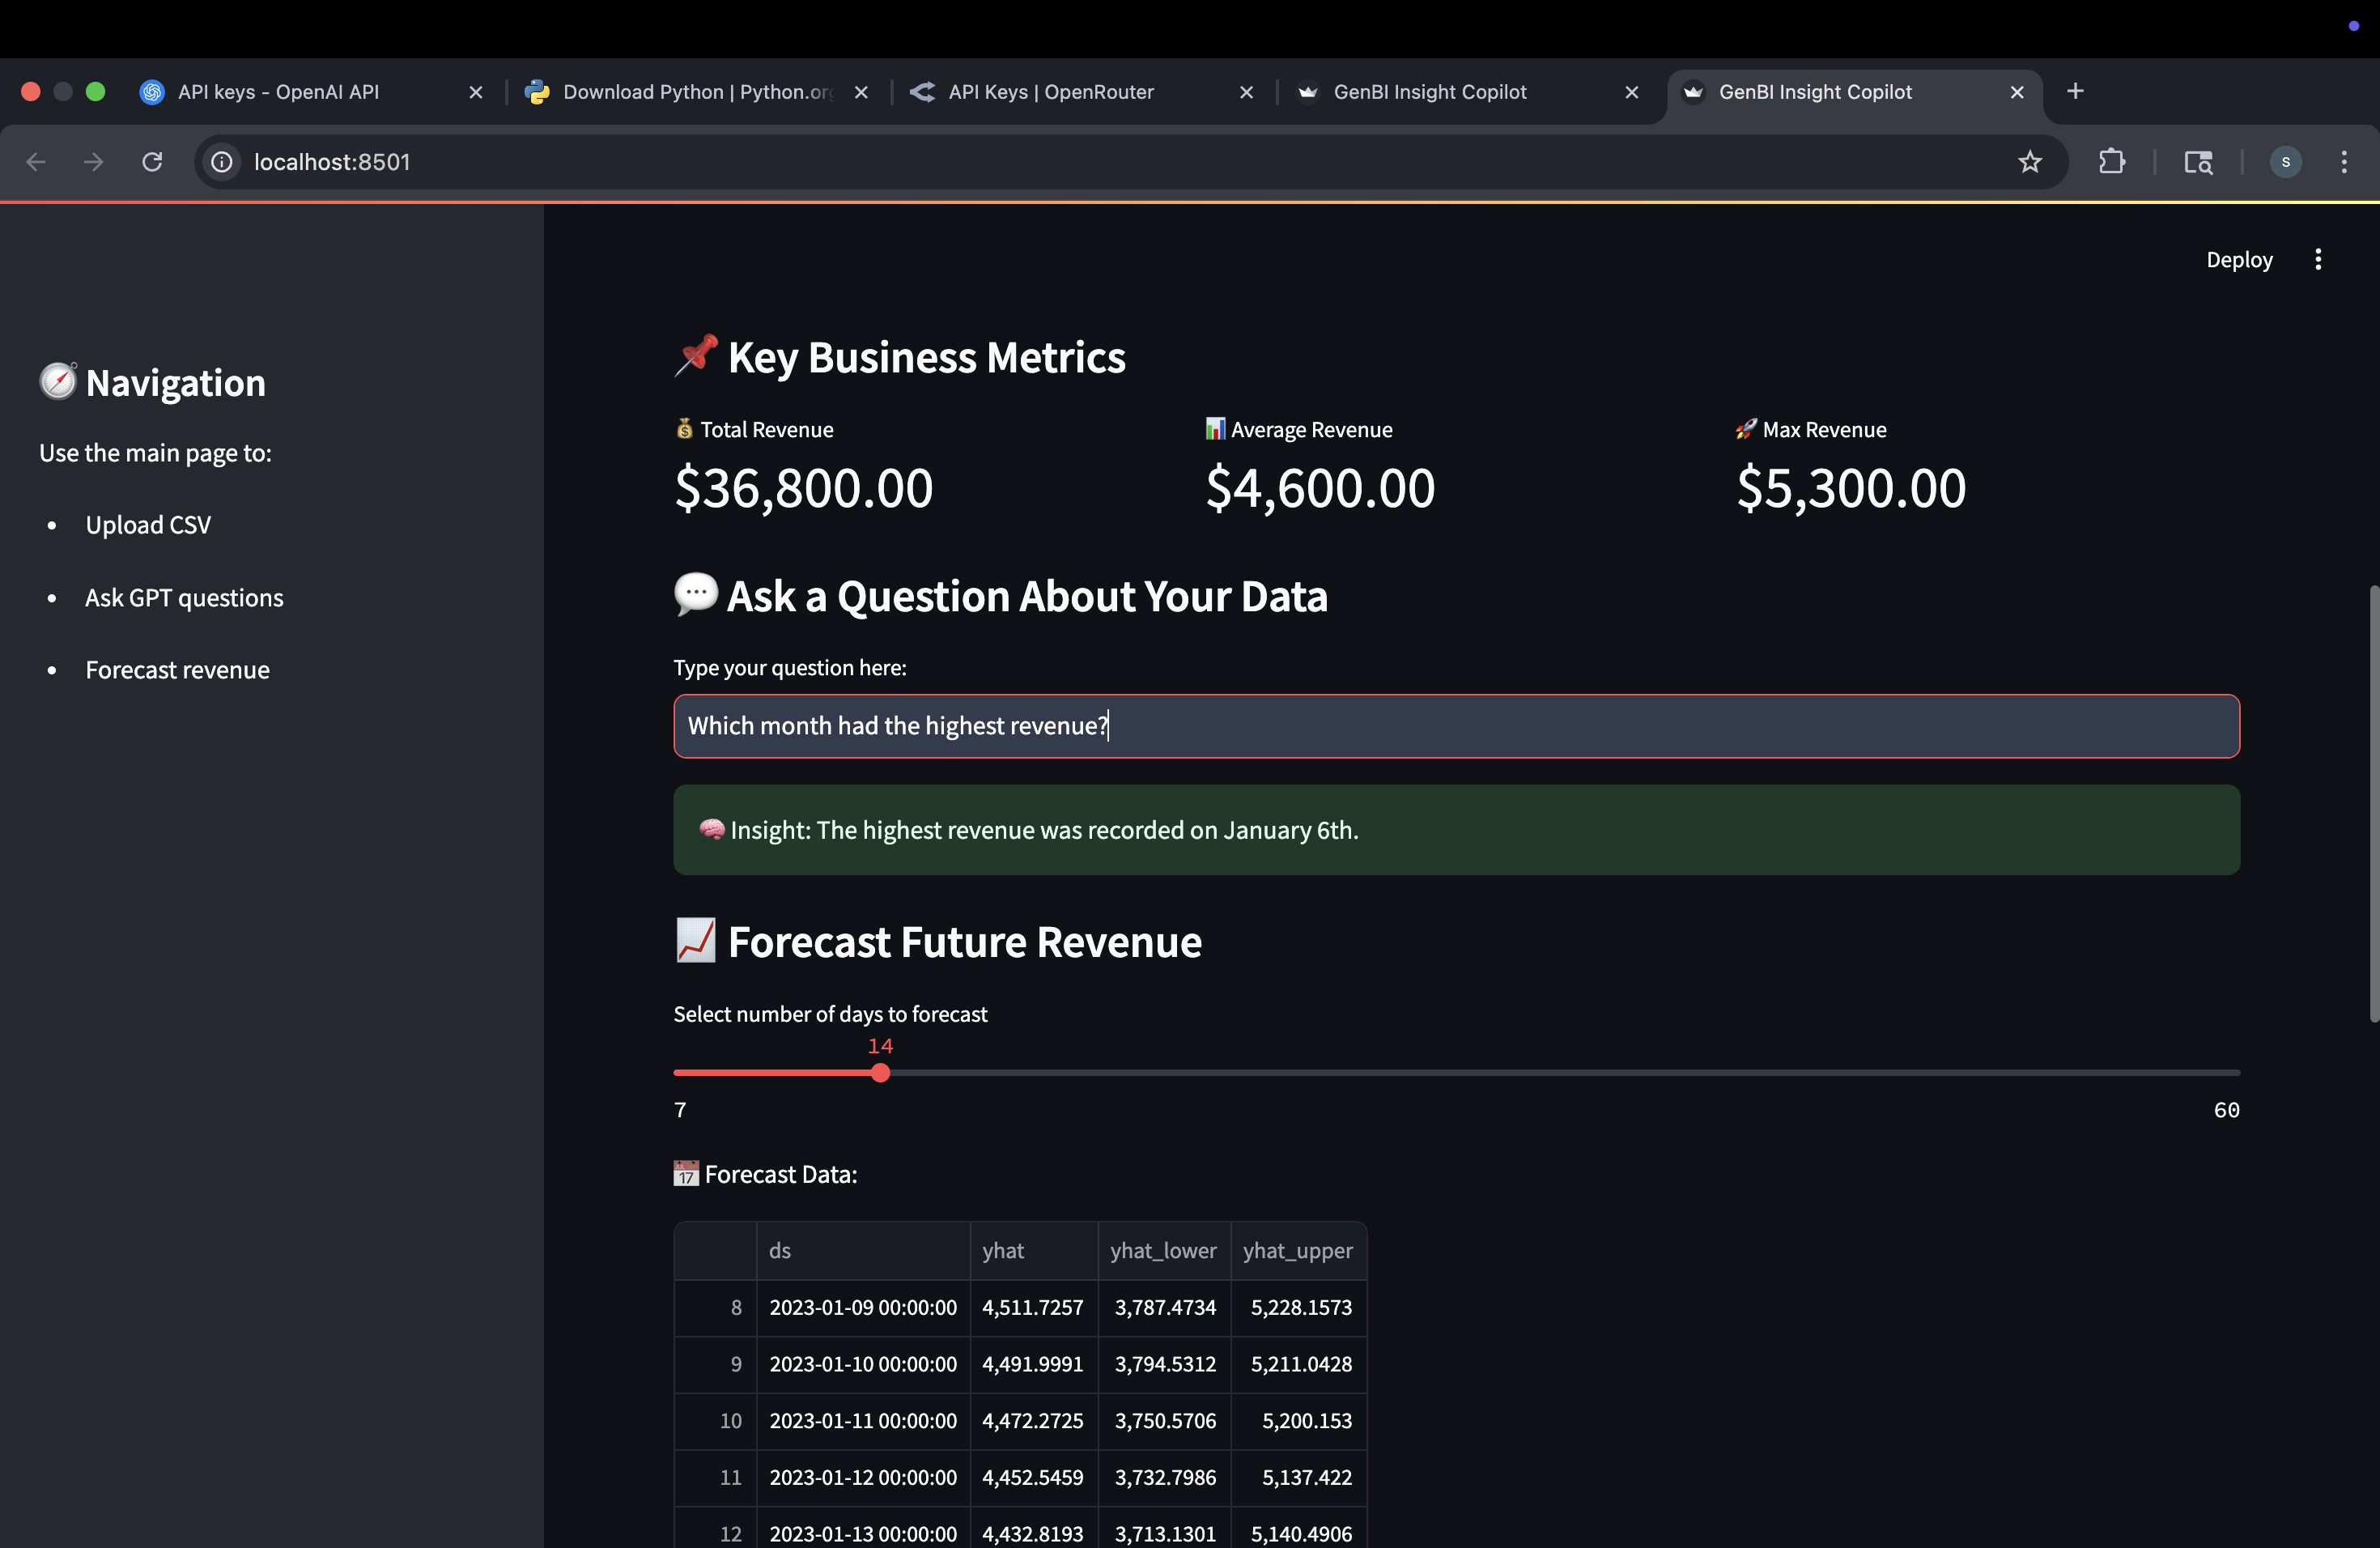 API keys - OpenAI API
Download Python | Python.org
API Keys | OpenRouter
GenBI Insight Copilot
GenBI Insight Copilot
localhost:8501
s
Deploy
Navigation
Use the main page to:
Upload CSV
Ask GPT questions
Forecast revenue
Key Business Metrics
Total Revenue
Average Revenue
Max Revenue
$36,800.00
$4,600.00
$5,300.00
Ask a Question About Your Data
Type your question here:
Which month had the highest revenue?
Insight: The highest revenue was recorded on January 6th.
Forecast Future Revenue
Select number of days to forecast
14
7
60
17 Forecast Data:
ds yhat yhat_lower yhat_upper
8 2023-01-09 00:00:00 4,511.7257 3,787.4734 5,228.1573
9 2023-01-10 00:00:00 4,491.9991 3,794.5312 5,211.0428
10 2023-01-11 00:00:00 4,472.2725 3,750.5706 5,200.153
11 2023-01-12 00:00:00 4,452.5459 3,732.7986 5,137.422
12 2023-01-13 00:00:00 4,432.8193 3,713.1301 5,140.4906